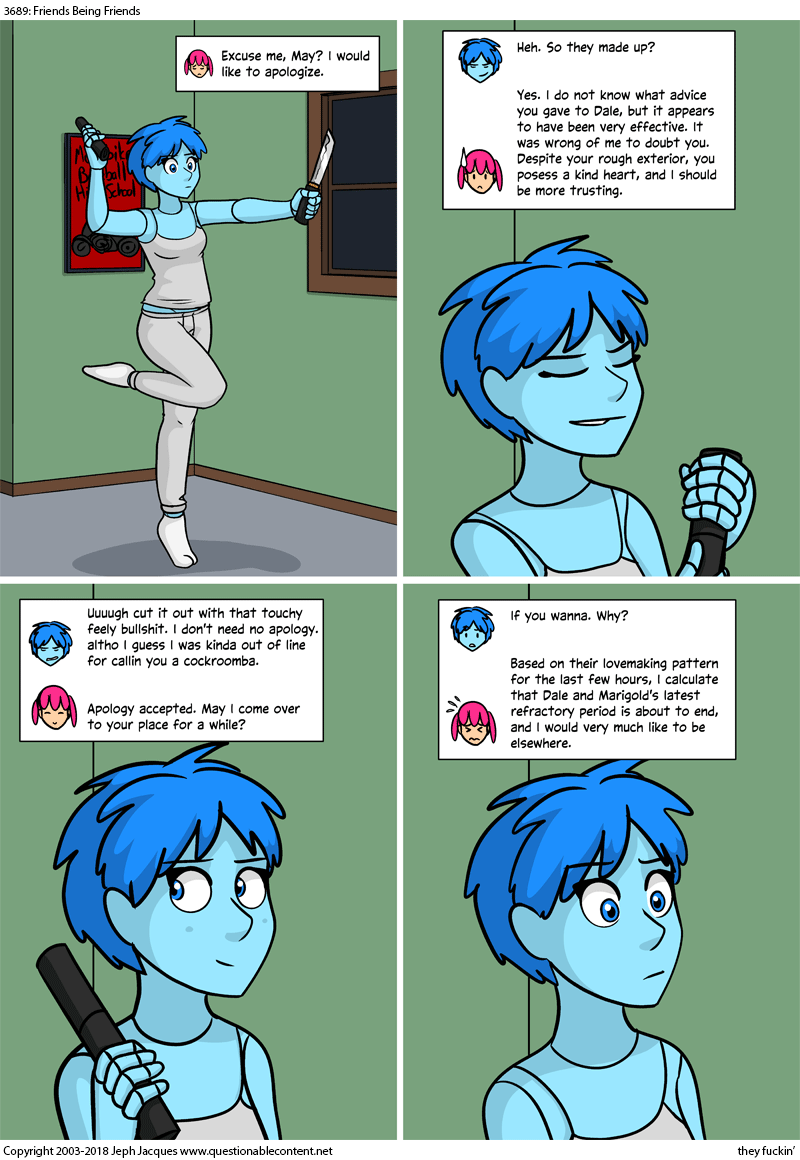 3689: Friends Being Friends
Excuse me, May? I would
like to apologize.
Heh. So they made up?
Yes. I do not know what advice
you gave to Dale, but it appears
to have been very effective. It
was wrong of me to doubt you.
Despite your rough exterior, you
posess a kind heart, and I should
be more trusting.
Uuuugh cut it out with that touchy
feely bullshit. I don't need no apology.
altho I guess I was kinda out of line
for callin you a cockroomba.
Apology accepted. May I come over
to your place for a while?
If you wanna. Why?
Based on their lovemaking pattern
for the last few hours, I calculate
that Dale and Marigold's latest
refractory period is about to end,
and I would very much like to be
elsewhere.
Copyright 2003-2018 Jeph Jacques www.questionablecontent.net
they fuckin'